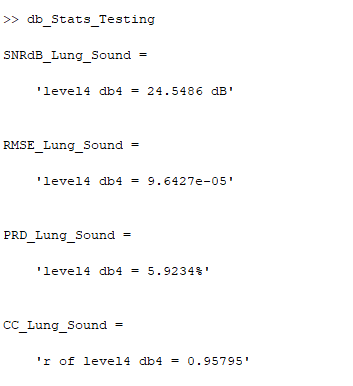 >> db_Stats_Testing
SNRdB_Lung_Sound =
'level4 db4 = 24.5486 dB'
RMSE_Lung_Sound =
'level4 db4 = 9.6427e-05'
PRD_Lung_Sound =
'level4 db4 = 5.9234%'
CC_Lung_Sound =
'r of level4 db4 = 0.95795'